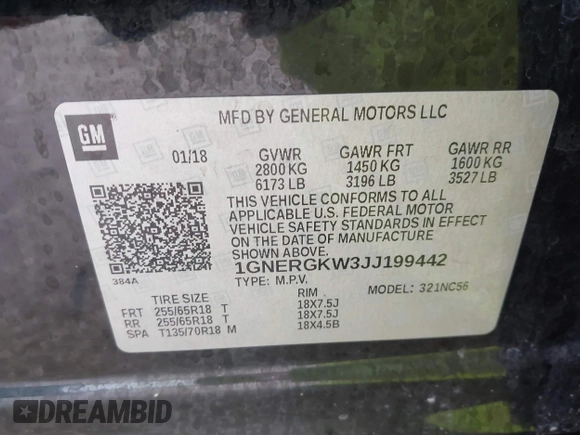 MFD BY GENERAL MOTORS LLC
GM
01/18 GVWR GAWR FRT GAWR RR
2800 KG 1450 KG 1600 KG
6173 LB 3196 LB 3527 LB
THIS VEHICLE CONFORMS TO ALL
APPLICABLE U.S. FEDERAL MOTOR
VEHICLE SAFETY STANDARDS IN EFFECT
ON THE DATE OF MANUFACTURE
SHOWN ABOVE.
384A
1GNERGKW3JJ199442
TYPE: M.P.V. MODEL: 321NC56
TIRE SIZE RIM
FRT 255/65R18 T 18X7.5J
RR 255/65R18 T 18X7.5J
SPA T135/70R18 M 18X4.5B
DREAMBID